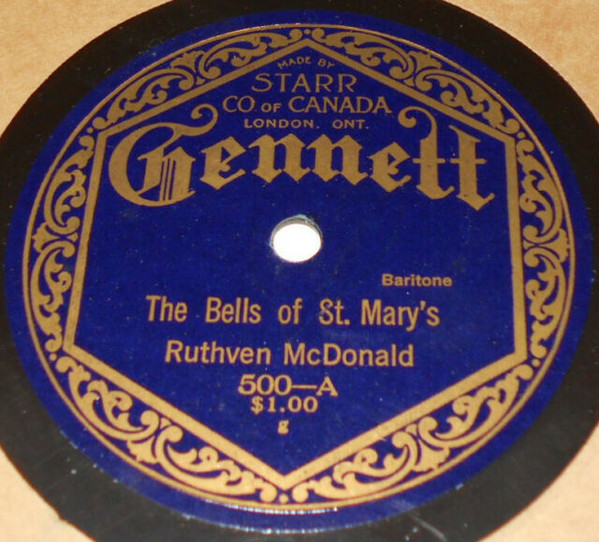 MADE BY
STARR
CO. OF CANADA
LONDON. ONT.
Gennett
Baritone
The Bells of St. Mary's
Ruthven McDonald
500—A
$1.00
g